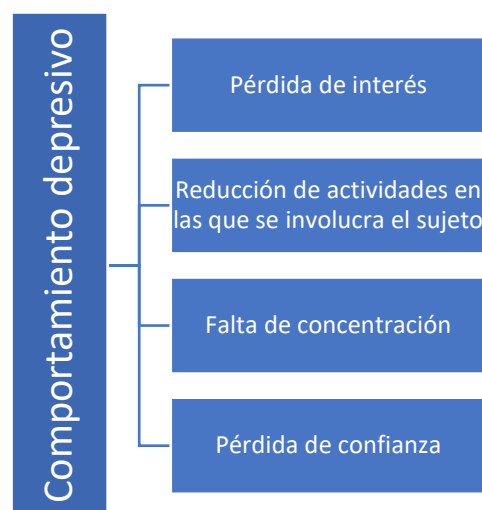 Comportamiento depresivo
Pérdida de interés
Reducción de actividades en
las que se involucra el sujeto
Falta de concentración
Pérdida de confianza